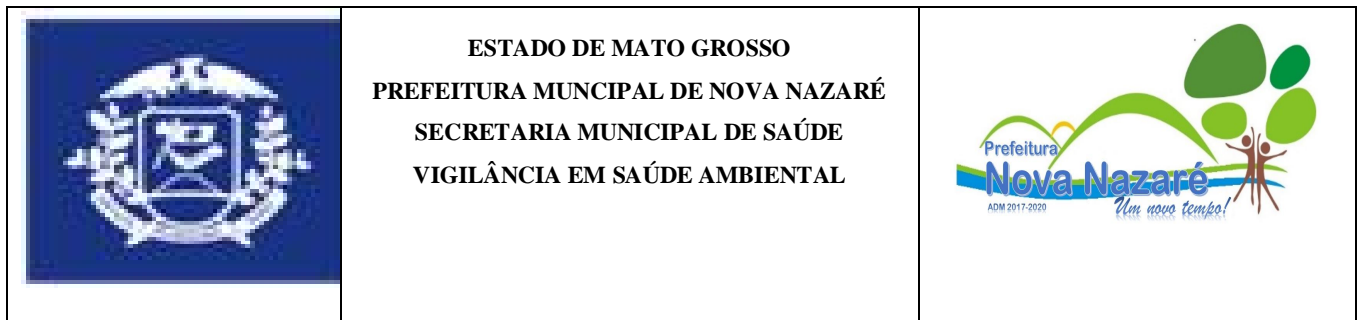 ESTADO DE MATO GROSSO
PREFEITURA MUNCIPAL DE NOVA NAZARÉ
SECRETARIA MUNICIPAL DE SAÚDE
VIGILÂNCIA EM SAÚDE AMBIENTAL
Prefeitura
Nova Nazaré
ADM 2017-2020
Um novo tempo!